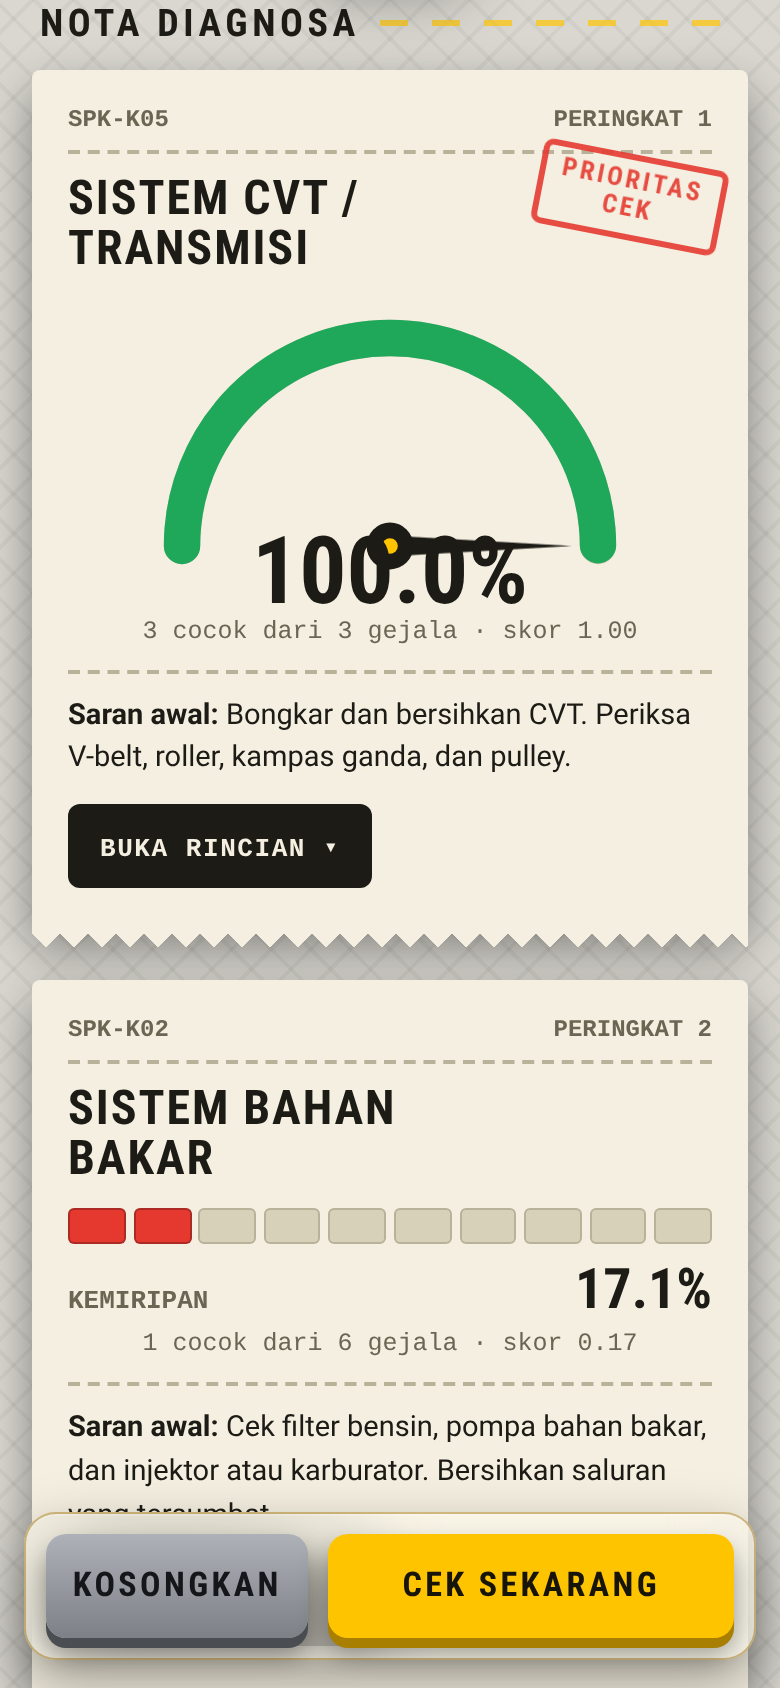 NOTA DIAGNOSA
SPK-K05
PERINGKAT 1
PRIORITAS
CEK
SISTEM CVT /
TRANSMISI
100.0%
3 cocok dari 3 gejala · skor 1.00
Saran awal: Bongkar dan bersihkan CVT. Periksa
V-belt, roller, kampas ganda, dan pulley.
BUKA RINCIAN ▾
SPK-K02
PERINGKAT 2
SISTEM BAHAN
BAKAR
KEMIRIPAN
17.1%
1 cocok dari 6 gejala · skor 0.17
Saran awal: Cek filter bensin, pompa bahan bakar,
dan injektor atau karburator. Bersihkan saluran
yang tersumbat.
KOSONGKAN
CEK SEKARANG